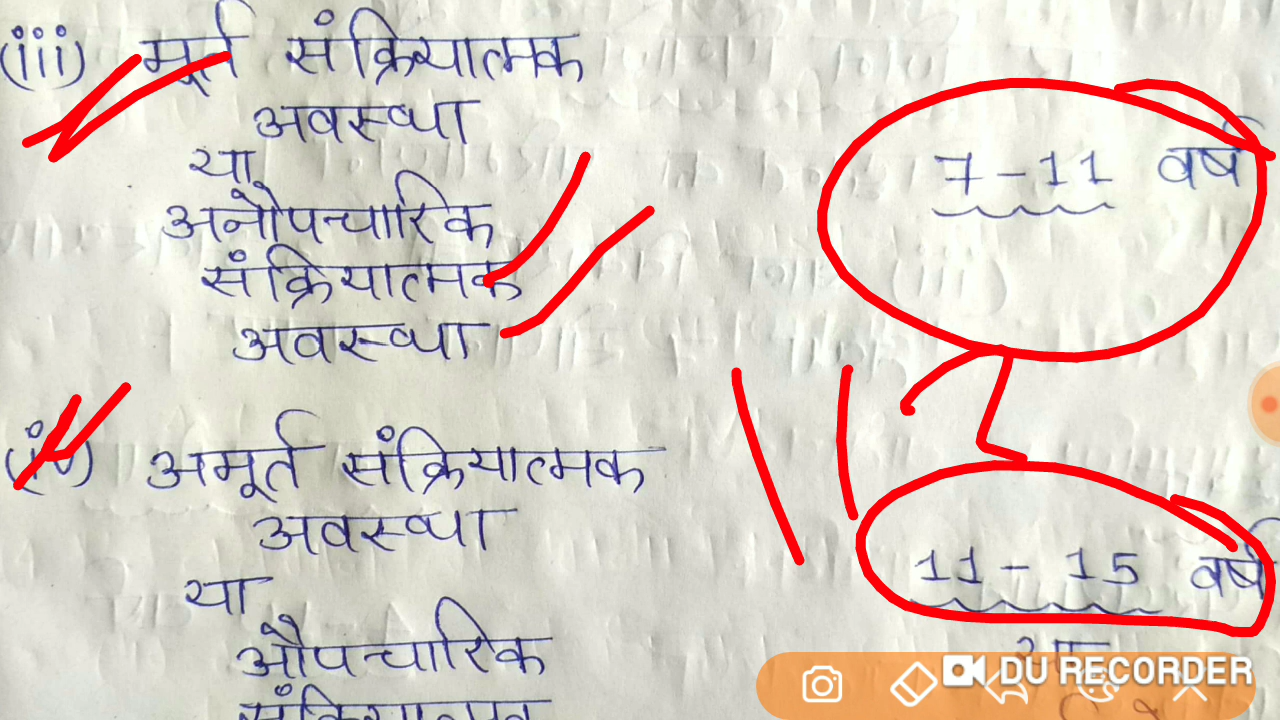 (iii) मूर्त संक्रियात्मक
अवस्था
7-11 वर्ष
या
अनौपचारिक
संक्रियात्मक
अवस्था
(iv) अमूर्त संक्रियात्मक
अवस्था
11- 15 वर्ष
या
औपचारिक
DU RECORDER